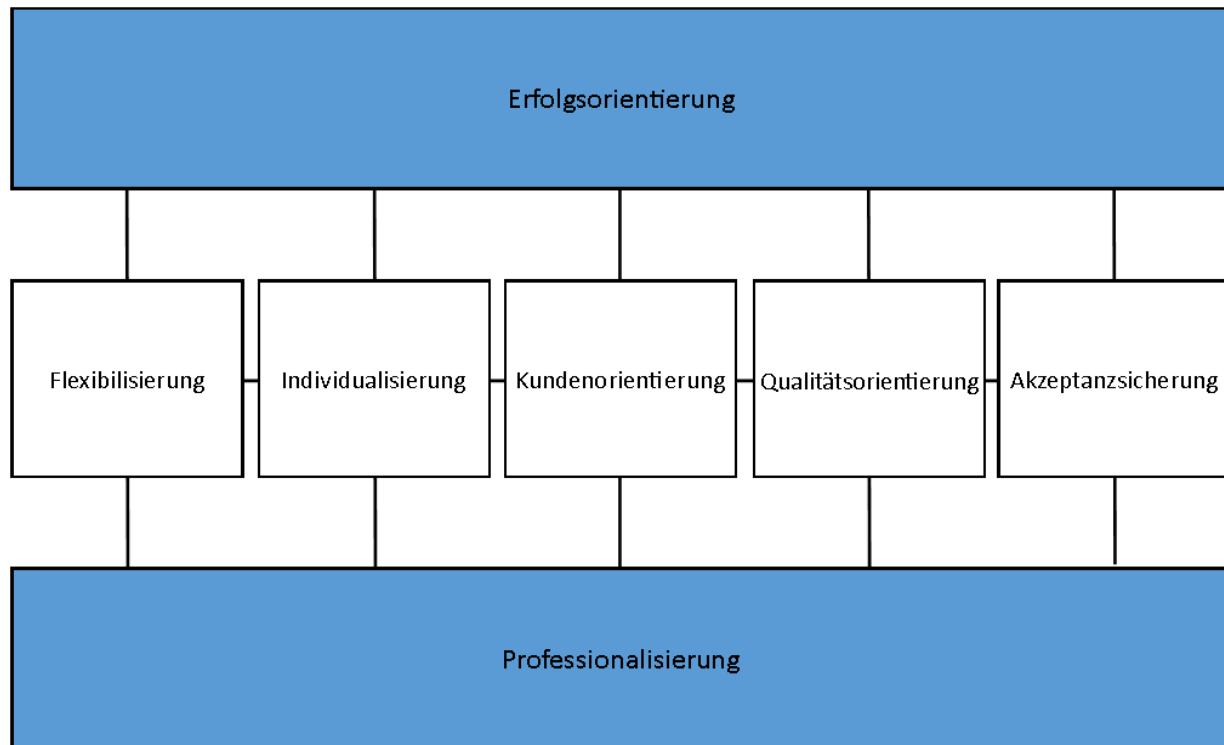 Erfolgsorientierung
Flexibilisierung
Individualisierung
Kundenorientierung
Qualitätsorientierung
Akzeptanzsicherung
Professionalisierung